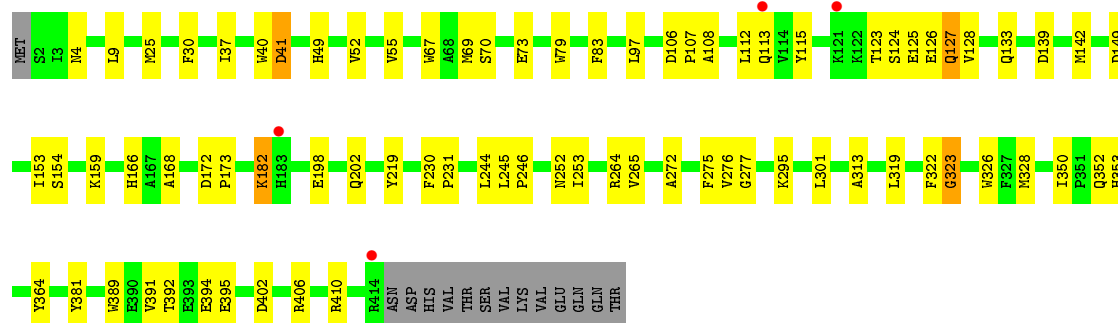 MET S2 I3 N4 L9 M25 F30 I37 W40 D41 H49 V52 V55 W67 A68 M69 S70 E73 W79 F83 L97 D106 P107 A108 L112 Q113 V114 Y115 K121 K122 T123 S124 E125 E126 Q127 V128 Q133 D139 M142 D149
I153 S154 K159 H166 A167 A168 D172 P173 K182 H183 E198 Q202 Y219 F230 P231 L244 L245 P246 N252 I253 R264 V265 A272 F275 V276 G277 K295 L301 A313 L319 F322 G323 W326 F327 M328 I350 P351 Q352 H353
Y364 Y381 W389 E390 V391 T392 E393 E394 E395 D402 R406 R410 R414 ASN ASP HIS VAL THR SER VAL LYS VAL GLU GLN GLN THR